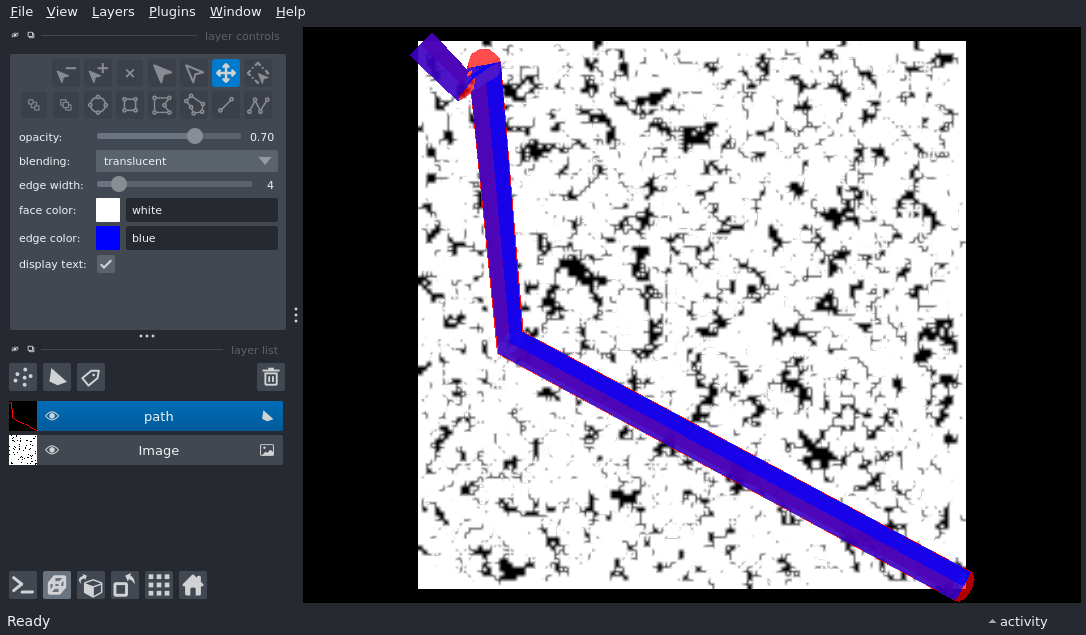 File View Layers Plugins Window Help
layer controls
opacity: 0.70
blending: translucent
edge width: 4
face color: white
edge color: blue
display text:
layer list
path
Image
Ready
activity